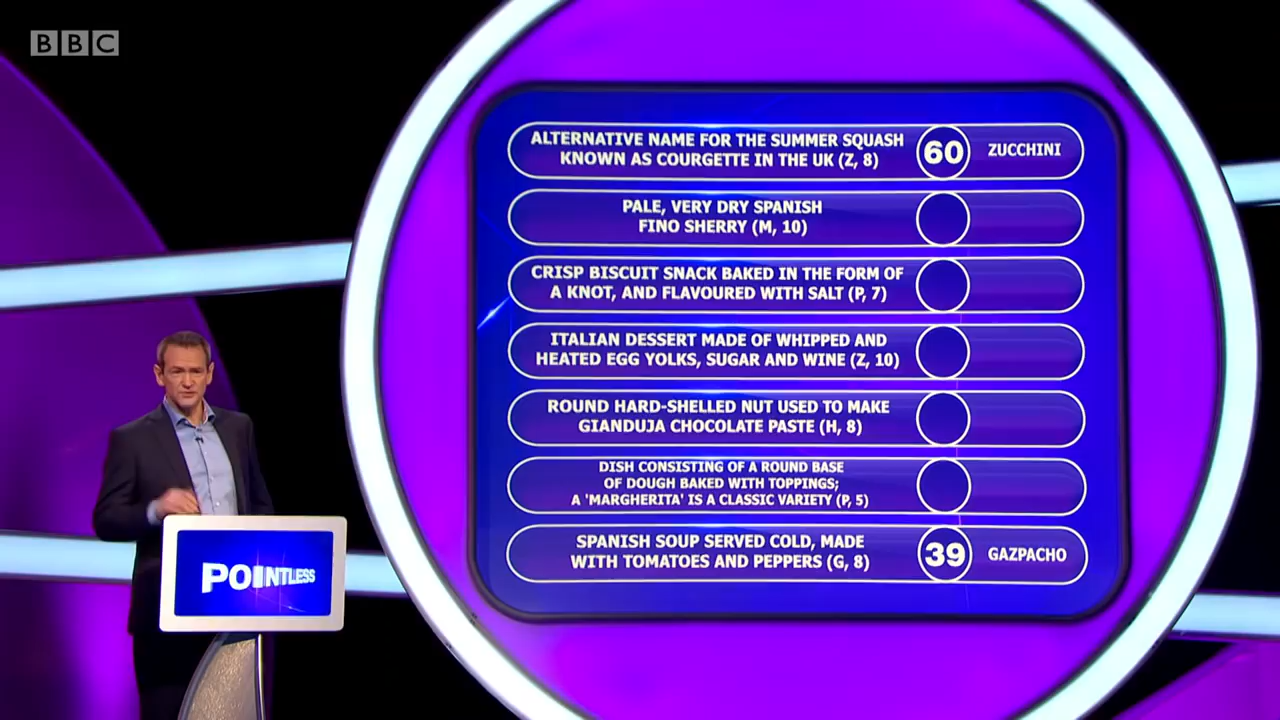 BBC
ALTERNATIVE NAME FOR THE SUMMER SQUASH
KNOWN AS COURGETTE IN THE UK (Z, 8)
60
ZUCCHINI
PALE, VERY DRY SPANISH
FINO SHERRY (M, 10)
CRISP BISCUIT SNACK BAKED IN THE FORM OF
A KNOT, AND FLAVOURED WITH SALT (P, 7)
ITALIAN DESSERT MADE OF WHIPPED AND
HEATED EGG YOLKS, SUGAR AND WINE (Z, 10)
ROUND HARD-SHELLED NUT USED TO MAKE
GIANDUJA CHOCOLATE PASTE (H, 8)
DISH CONSISTING OF A ROUND BASE
OF DOUGH BAKED WITH TOPPINGS;
A 'MARGHERITA' IS A CLASSIC VARIETY (P, 5)
SPANISH SOUP SERVED COLD, MADE
WITH TOMATOES AND PEPPERS (G, 8)
39
GAZPACHO
POINTLESS